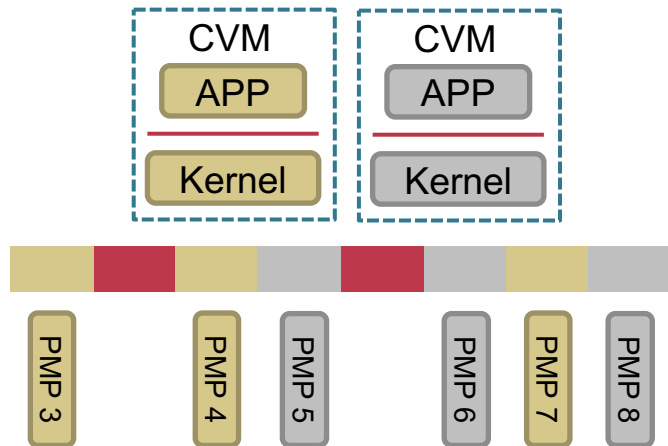 CVM
APP
Kernel
CVM
APP
Kernel
PMP 3
PMP 4
PMP 5
PMP 6
PMP 7
PMP 8